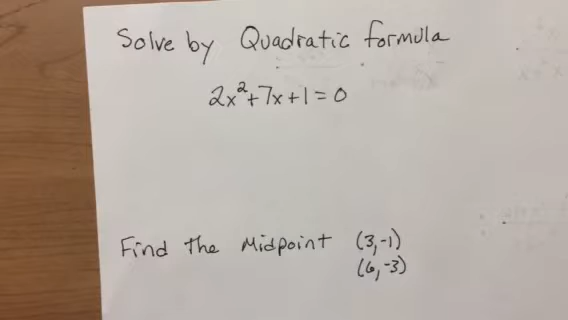 Solve by Quadratic formula
2x²+7x+1=0
Find the Midpoint (3,-1)
(6,-3)